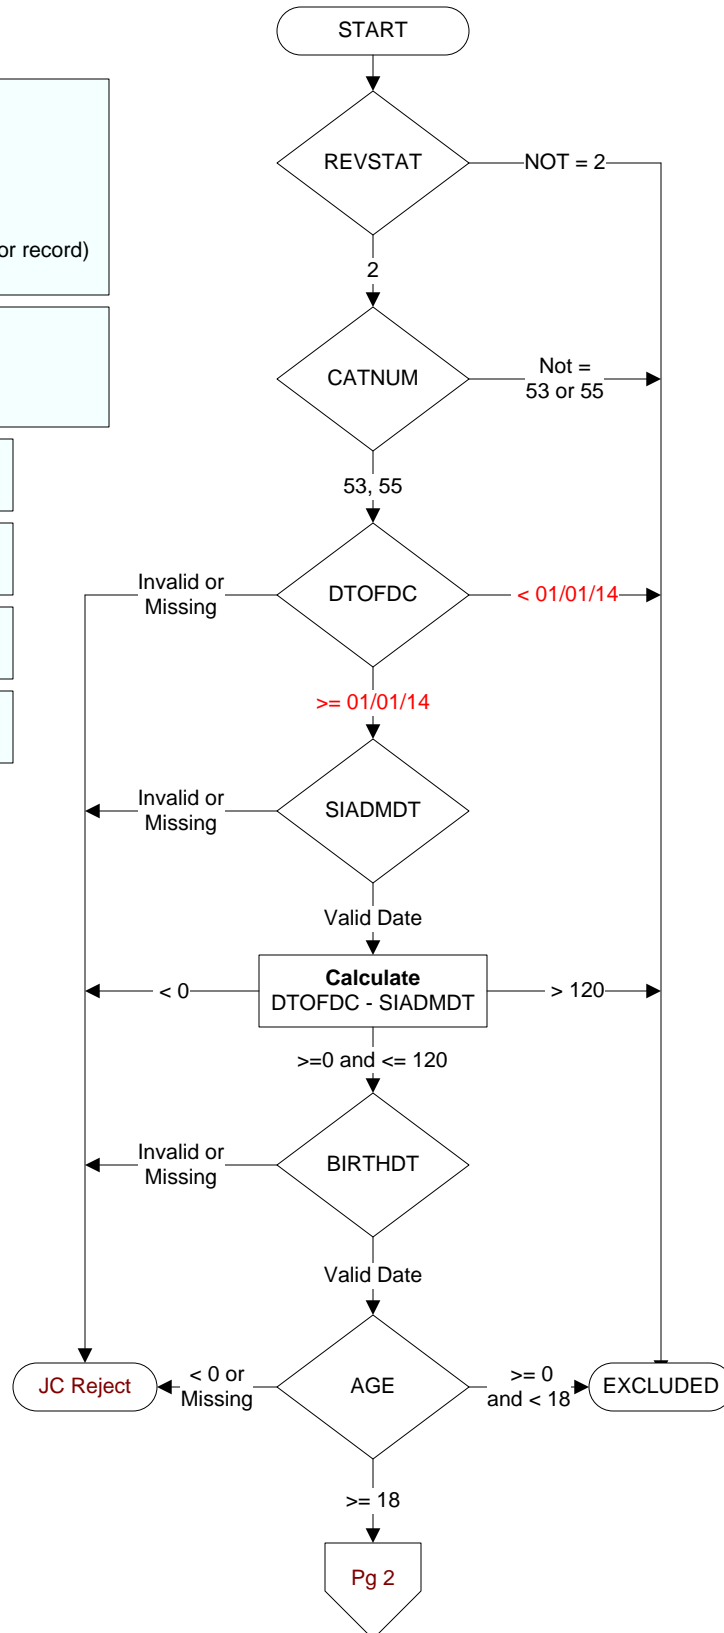 START
REVSTAT
NOT = 2
or record)
2
CATNUM
Not =
53 or 55
53, 55
Invalid or
Missing
DTOFDC
< 01/01/14
>= 01/01/14
Invalid or
Missing
SIADMDT
Valid Date
< 0
Calculate
DTOFDC - SIADMDT
> 120
>=0 and <= 120
Invalid or
Missing
BIRTHDT
Valid Date
JC Reject
< 0 or
Missing
AGE
>= 0
and < 18
EXCLUDED
>= 18
Pg 2